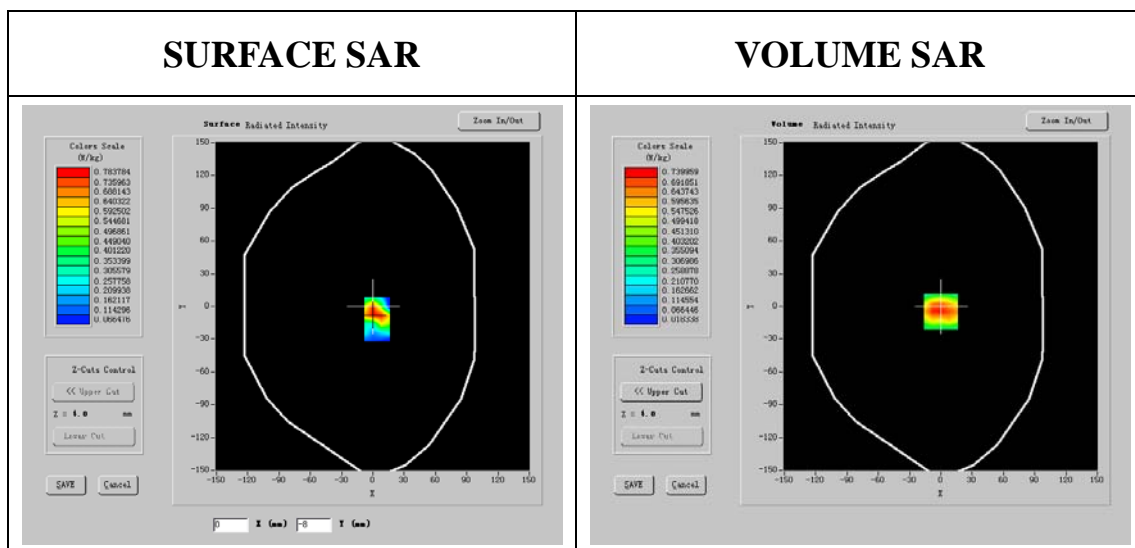 SURFACE SAR
VOLUME SAR
Surface Radiated Intensity
Zoom In/Out
Colors Scale
(W/kg)
0.783784
0.735963
0.688143
0.640322
0.592502
0.544681
0.496861
0.449040
0.401220
0.353399
0.305579
0.257758
0.209938
0.162117
0.114296
0.066476
150
90
60
30
0
-30
-60
-90
-120
-150
Y
-150 -120 -90 -60 -30 0 30 60 90 120 150
X
Z-Cuts Control
<< Upper Cut
Z = 4.0 mm
Lower Cut
SAVE Cancel
0 X (mm) -8 Y (mm)
Volume Radiated Intensity
Zoom In/Out
Colors Scale
(W/kg)
0.739959
0.691851
0.643743
0.595635
0.547526
0.499418
0.451310
0.403202
0.355094
0.306986
0.258878
0.210770
0.162662
0.114554
0.066446
0.018338
150
90
60
30
0
-30
-60
-90
-120
-150
Y
-150 -120 -90 -60 -30 0 30 60 90 120 150
X
Z-Cuts Control
<< Upper Cut
Z = 4.0 mm
Lower Cut
SAVE Cancel